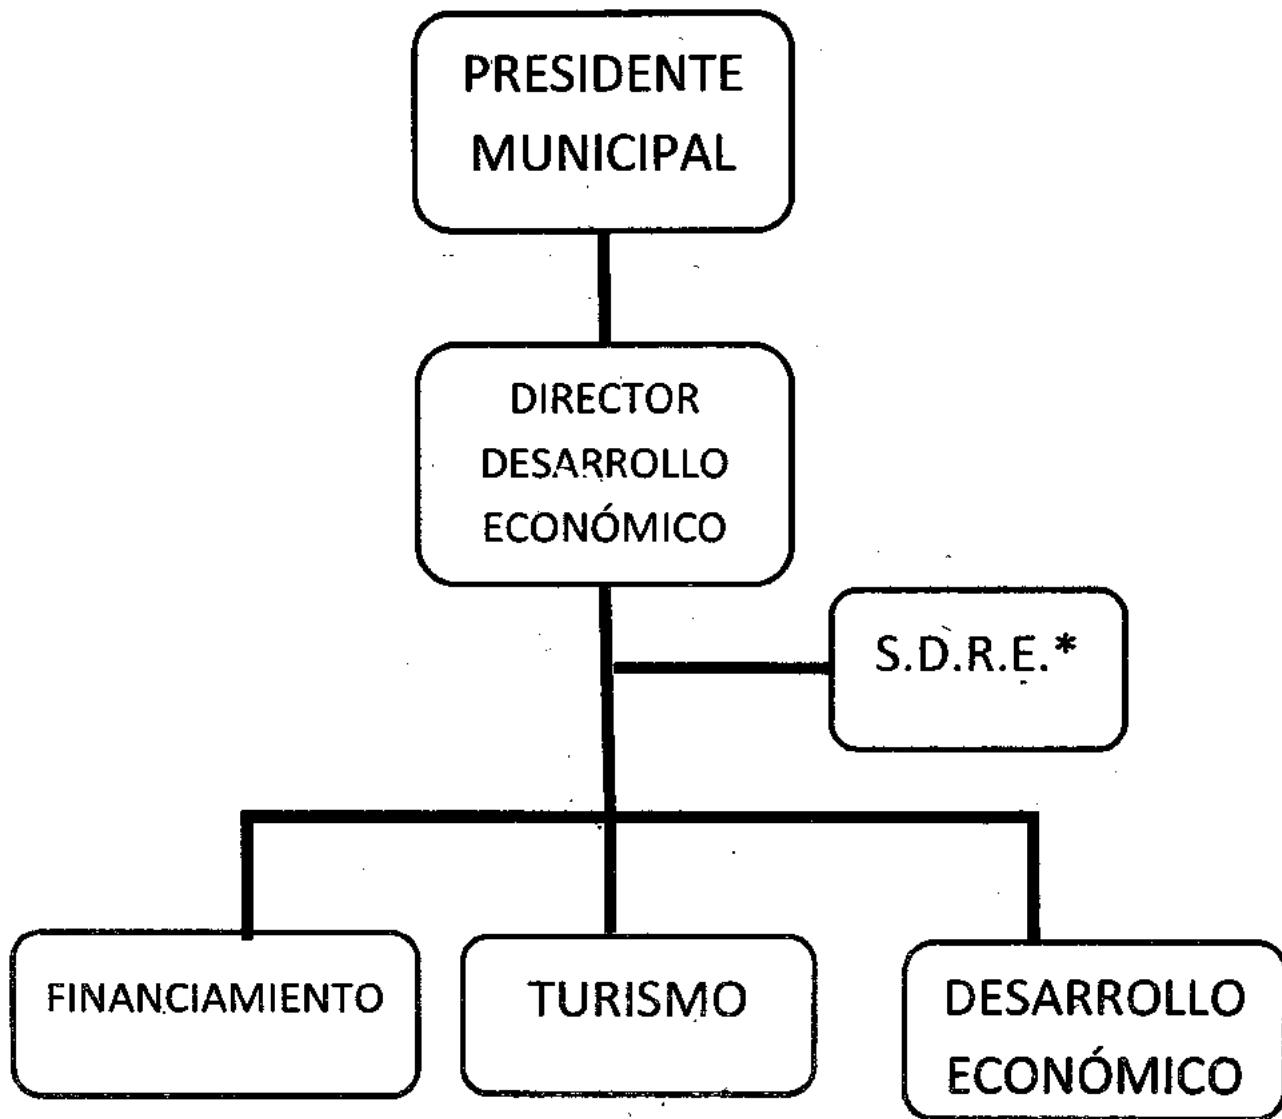 PRESIDENTE
MUNICIPAL
DIRECTOR
DESARROLLO
ECONÓMICO
S.D.R.E.*
FINANCIAMIENTO
TURISMO
DESARROLLO
ECONÓMICO